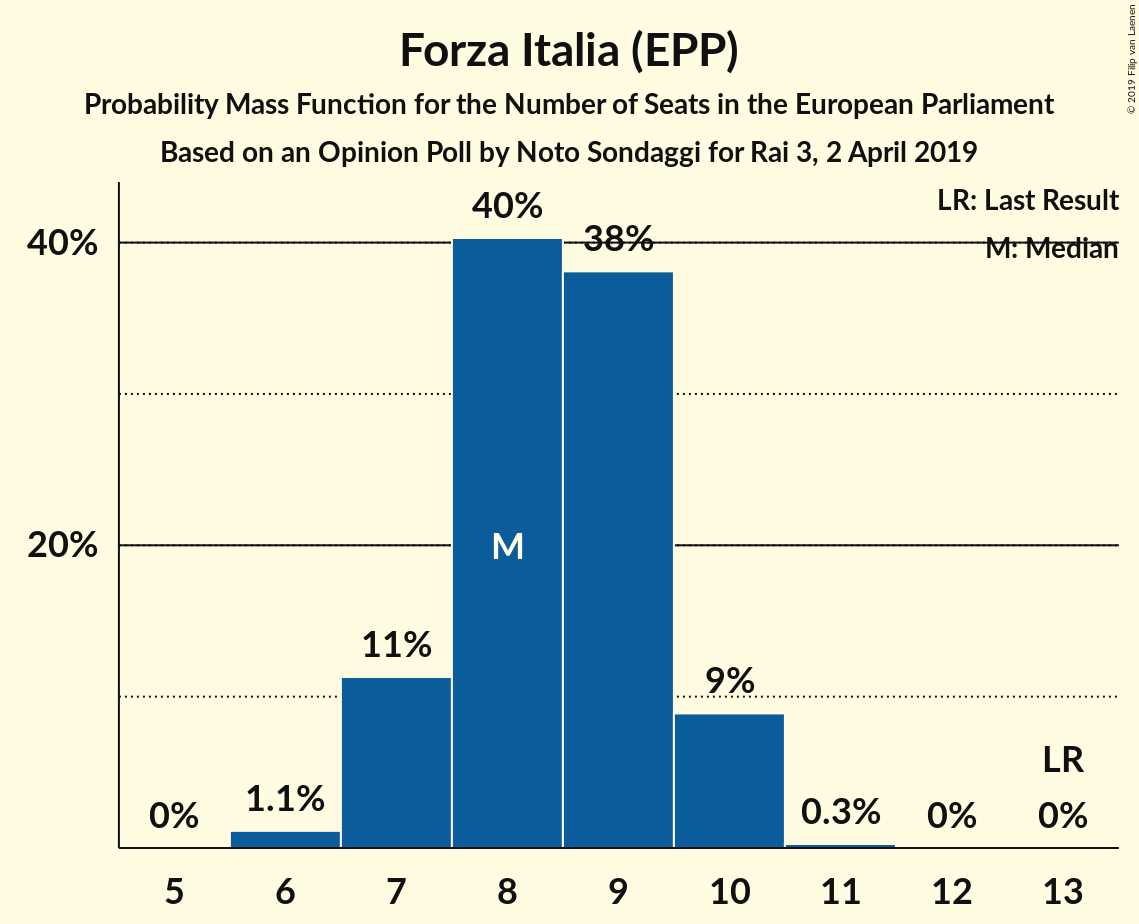 Forza Italia (EPP)
Probability Mass Function for the Number of Seats in the European Parliament
Based on an Opinion Poll by Noto Sondaggi for Rai 3, 2 April 2019
© 2019 Filip van Laenen
LR: Last Result
M: Median
40%
20%
0%
1.1%
11%
40%
M
38%
9%
0.3%
0%
LR
0%
5 6 7 8 9 10 11 12 13